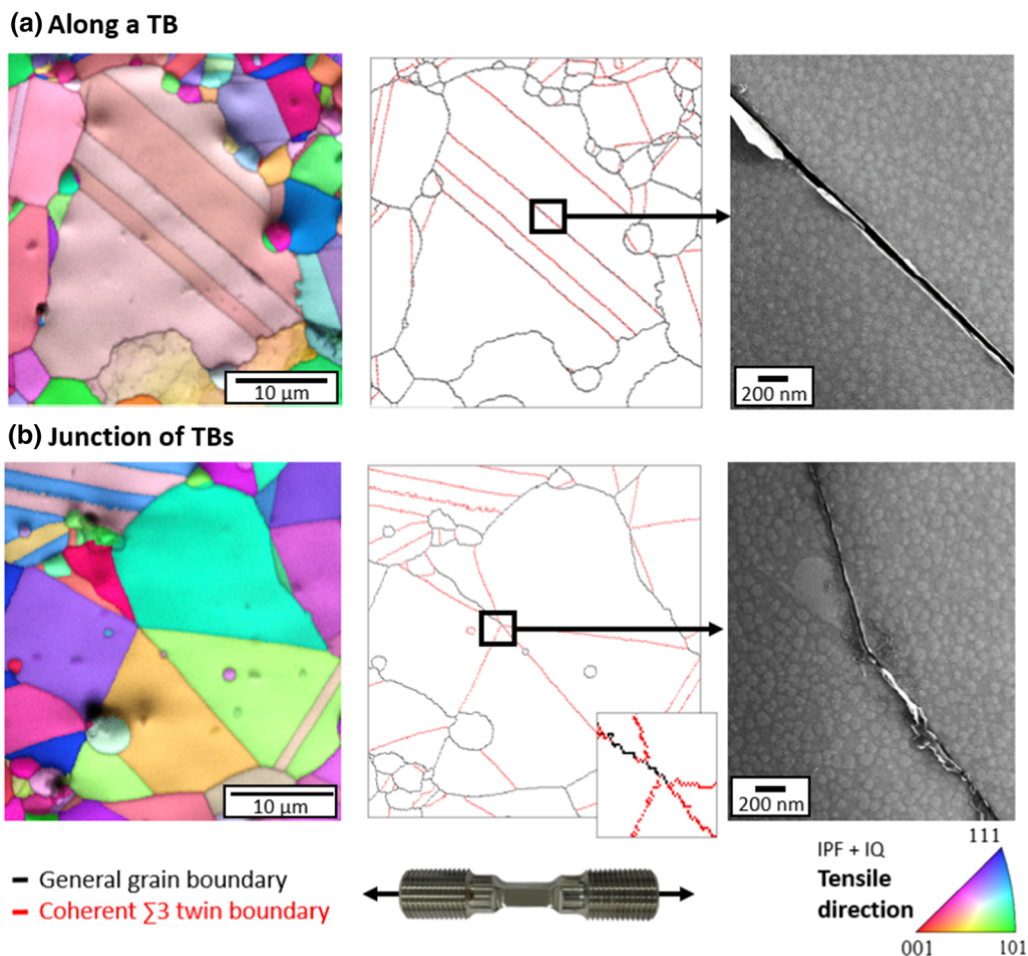 (a) Along a TB
10 μm
200 nm
(b) Junction of TBs
10 μm
200 nm
General grain boundary
Coherent ∑3 twin boundary
IPF + IQ
Tensile
direction
111
001
101